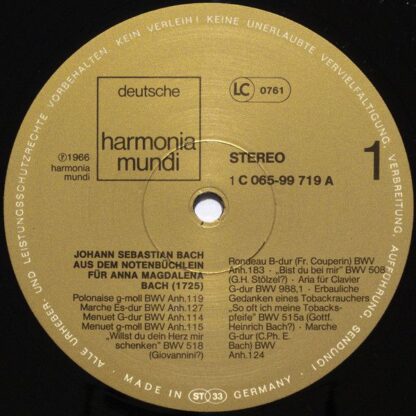 ALLE URHEBER- UND LEISTUNGSSCHUTZRECHTE VORBEHALTEN. KEIN VERLEIH! KEINE UNERLAUBTE VERVIELFÄLTIGUNG, VERBREITUNG, AUFFÜHRUNG, SENDUNG!
deutsche
harmonia
mundi
LC 0761
℗1966
harmonia
mundi
STEREO
1 C 065-99 719 A
1
JOHANN SEBASTIAN BACH
AUS DEM NOTENBÜCHLEIN
FÜR ANNA MAGDALENA
BACH (1725)
Polonaise g-moll BWV Anh.119
Marche Es-dur BWV Anh.127
Menuet G-dur BWV Anh.114
Menuet g-moll BWV Anh.115
„Willst du dein Herz mir
schenken" BWV 518
(Giovannini?)
Rondeau B-dur (Fr. Couperin) BWV
Anh.183 - „Bist du bei mir" BWV 508
(G.H. Stölzel?) - Aria für Clavier
G-dur BWV 988,1 - Erbauliche
Gedanken eines Tobackrauchers
„So oft ich meine Tobacks-
pfeife" BWV 515a (Gottf.
Heinrich Bach?) - Marche
G-dur (C.Ph. E.
Bach) BWV
Anh.124
MADE IN ST 33 GERMANY